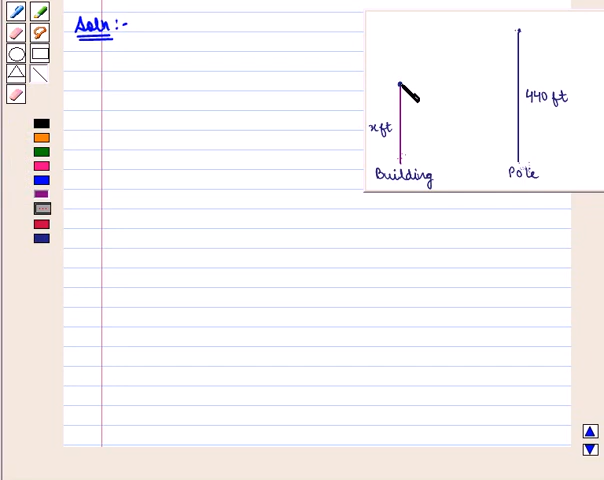 Soln :-
440 ft
x ft
Building
Pole